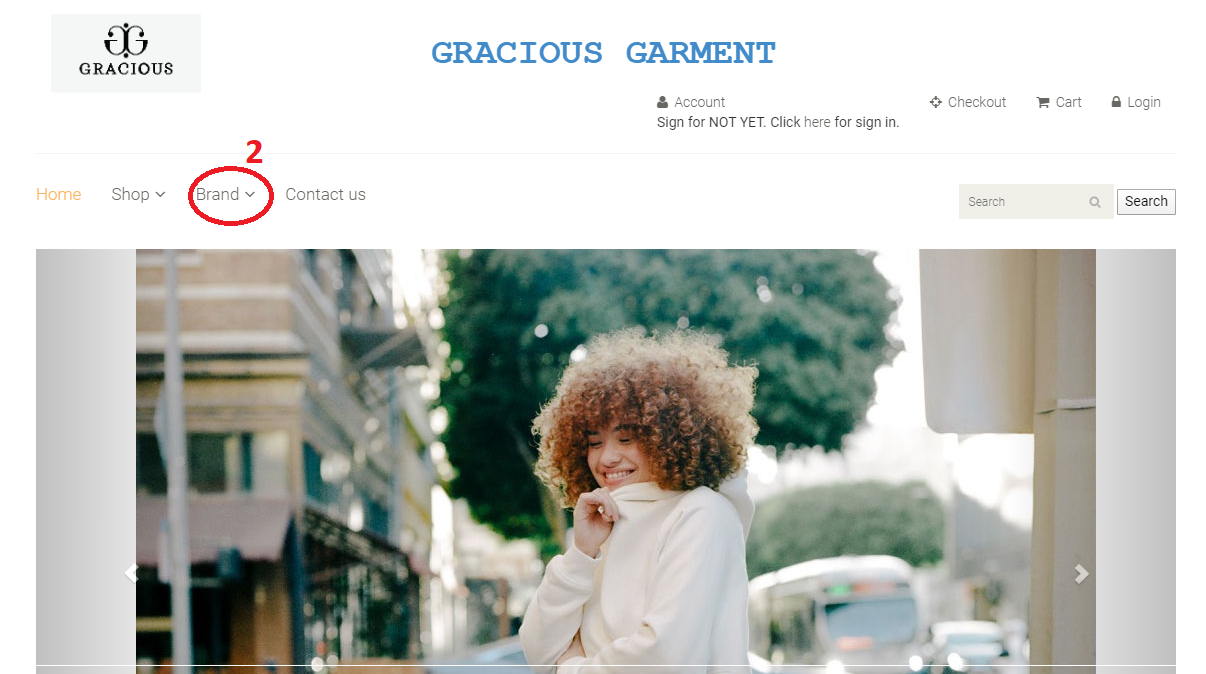 GRACIOUS
GRACIOUS GARMENT
Account
Checkout
Cart
Login
Sign for NOT YET. Click here for sign in.
2
Home
Shop
Brand
Contact us
Search
Search